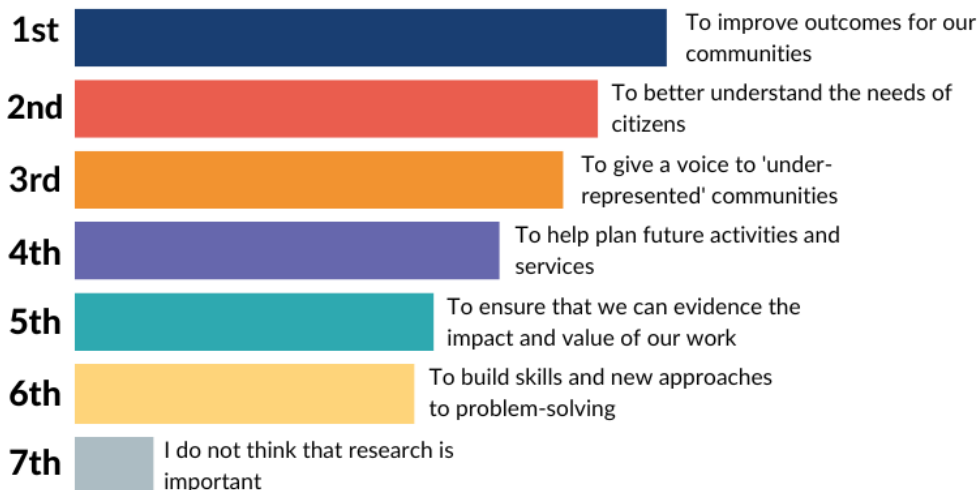 1st
To improve outcomes for our
communities
2nd
To better understand the needs of
citizens
3rd
To give a voice to 'under-
represented' communities
4th
To help plan future activities and
services
5th
To ensure that we can evidence the
impact and value of our work
6th
To build skills and new approaches
to problem-solving
7th
I do not think that research is
important